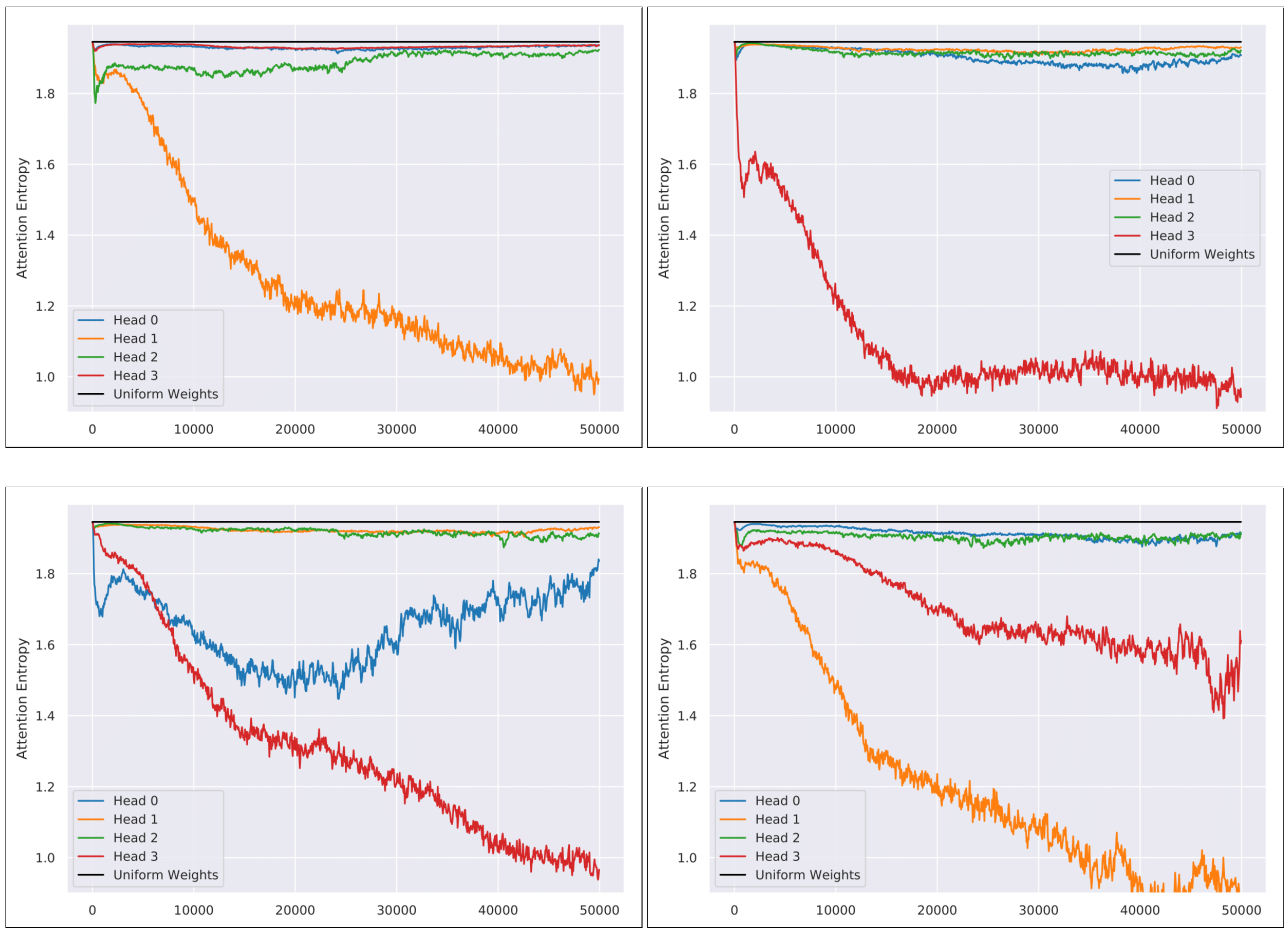 Attention Entropy
1.8
1.6
1.4
1.2
1.0
Head 0
Head 1
Head 2
Head 3
Uniform Weights
0 10000 20000 30000 40000 50000
Attention Entropy
1.8
1.6
1.4
1.2
1.0
Head 0
Head 1
Head 2
Head 3
Uniform Weights
0 10000 20000 30000 40000 50000
Attention Entropy
1.8
1.6
1.4
1.2
1.0
Head 0
Head 1
Head 2
Head 3
Uniform Weights
0 10000 20000 30000 40000 50000
Attention Entropy
1.8
1.6
1.4
1.2
1.0
Head 0
Head 1
Head 2
Head 3
Uniform Weights
0 10000 20000 30000 40000 50000